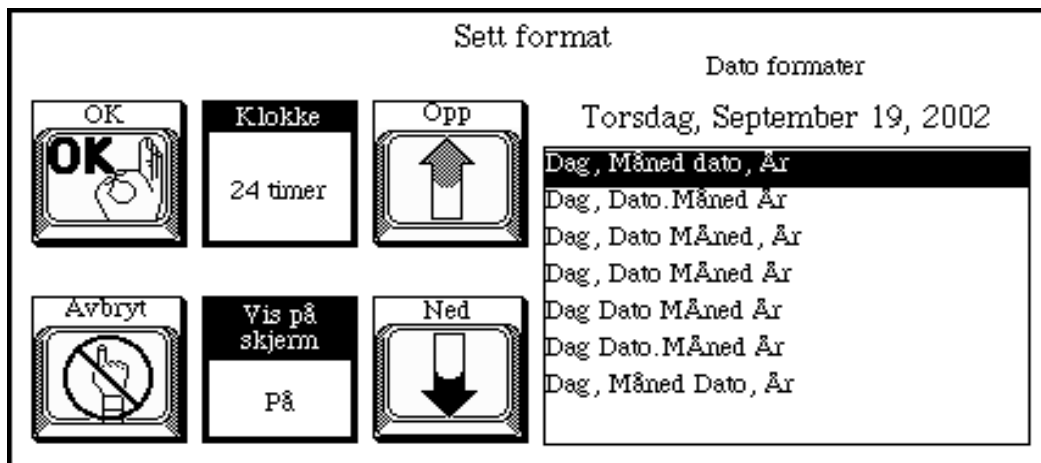 Sett format
Dato formater
OK
OK
Klokke
24 timer
Opp
Avbryt
Vis på
skjerm
På
Ned
Torsdag, September 19, 2002
Dag, Måned dato, År
Dag, Dato.Måned År
Dag, Dato MÅned, År
Dag, Dato MÅned År
Dag Dato MÅned År
Dag Dato.MÅned År
Dag, Måned Dato, År